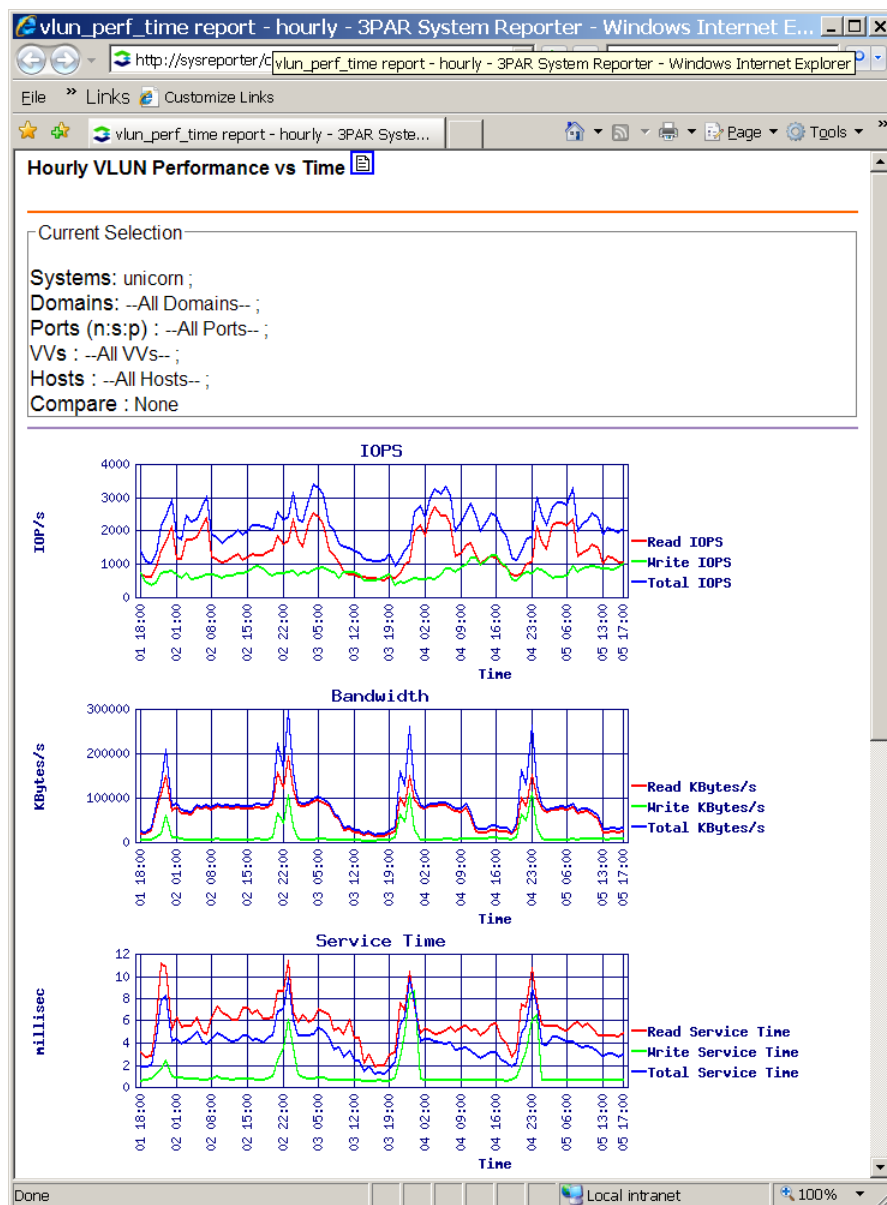 vlun_perf_time report - hourly - 3PAR System Reporter - Windows Internet E...
http://sysreporter/c
vlun_perf_time report - hourly - 3PAR System Reporter - Windows Internet Explorer
File » Links Customize Links
vlun_perf_time report - hourly - 3PAR Syste... Page Tools »
Hourly VLUN Performance vs Time
Current Selection
Systems: unicorn ;
Domains: --All Domains-- ;
Ports (n:s:p) : --All Ports-- ;
VVs : --All VVs-- ;
Hosts : --All Hosts-- ;
Compare : None
IOPS
IOP/s
4000
3000
2000
1000
0
01 18:00
02 01:00
02 08:00
02 15:00
02 22:00
03 05:00
03 12:00
03 19:00
04 02:00
04 09:00
04 16:00
04 23:00
05 06:00
05 13:00
05 17:00
Time
Read IOPS
Write IOPS
Total IOPS
Bandwidth
KBytes/s
300000
200000
100000
0
01 18:00
02 01:00
02 08:00
02 15:00
02 22:00
03 05:00
03 12:00
03 19:00
04 02:00
04 09:00
04 16:00
04 23:00
05 06:00
05 13:00
05 17:00
Time
Read KBytes/s
Write KBytes/s
Total KBytes/s
Service Time
millisec
12
10
8
6
4
2
0
01 18:00
02 01:00
02 08:00
02 15:00
02 22:00
03 05:00
03 12:00
03 19:00
04 02:00
04 09:00
04 16:00
04 23:00
05 06:00
05 13:00
05 17:00
Time
Read Service Time
Write Service Time
Total Service Time
Done Local intranet 100%